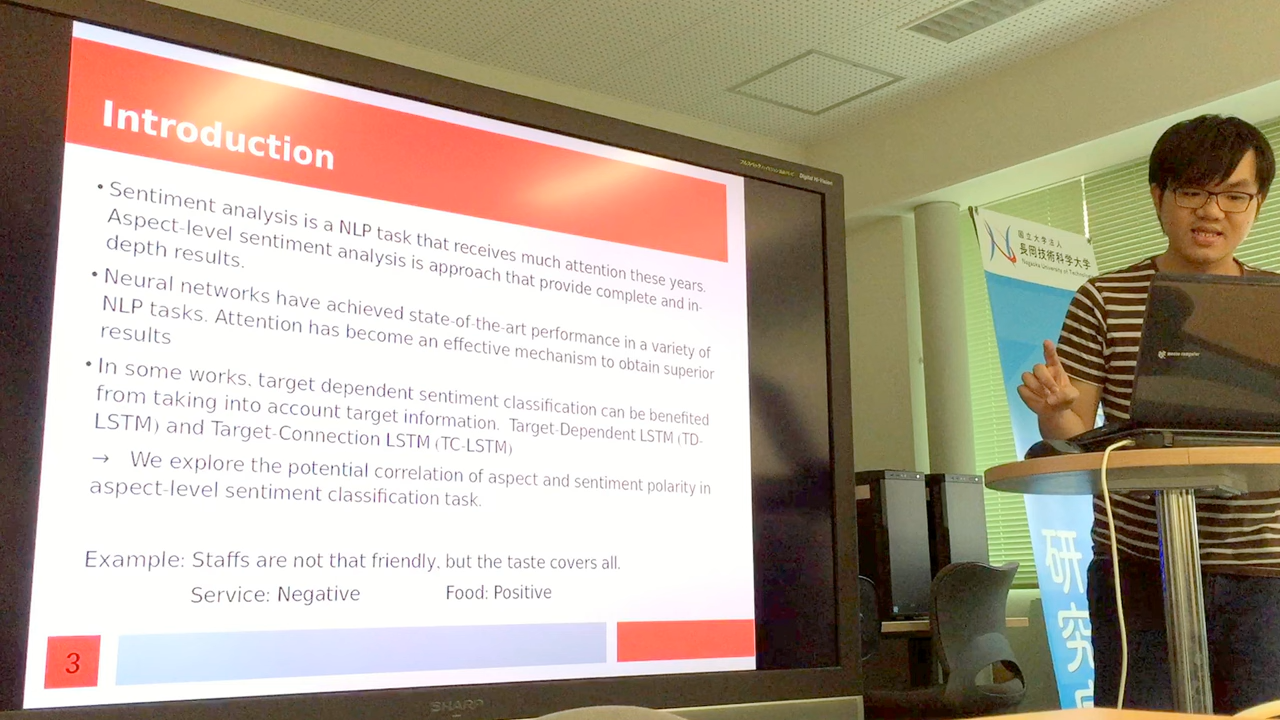 Introduction
• Sentiment analysis is a NLP task that receives much attention these years.
Aspect-level sentiment analysis is approach that provide complete and in-
depth results.
• Neural networks have achieved state-of-the-art performance in a variety of
NLP tasks. Attention has become an effective mechanism to obtain superior
results
• In some works, target dependent sentiment classification can be benefited
from taking into account target information. Target-Dependent LSTM (TD-
LSTM) and Target-Connection LSTM (TC-LSTM)
→ We explore the potential correlation of aspect and sentiment polarity in
aspect-level sentiment classification task.
Example: Staffs are not that friendly, but the taste covers all.
Service: Negative Food: Positive
3
SHARP
Digital Hi-Vision
国立大学法人
長岡技術科学大学
Nagaoka University of Technology
研究
mouse computer